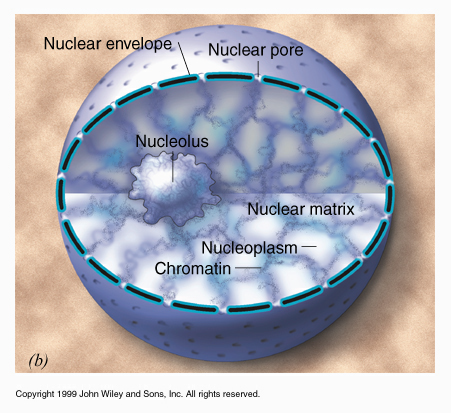 Nuclear envelope
Nuclear pore
Nucleolus
Nuclear matrix
Nucleoplasm
Chromatin
(b)
Copyright 1999 John Wiley and Sons, Inc. All rights reserved.